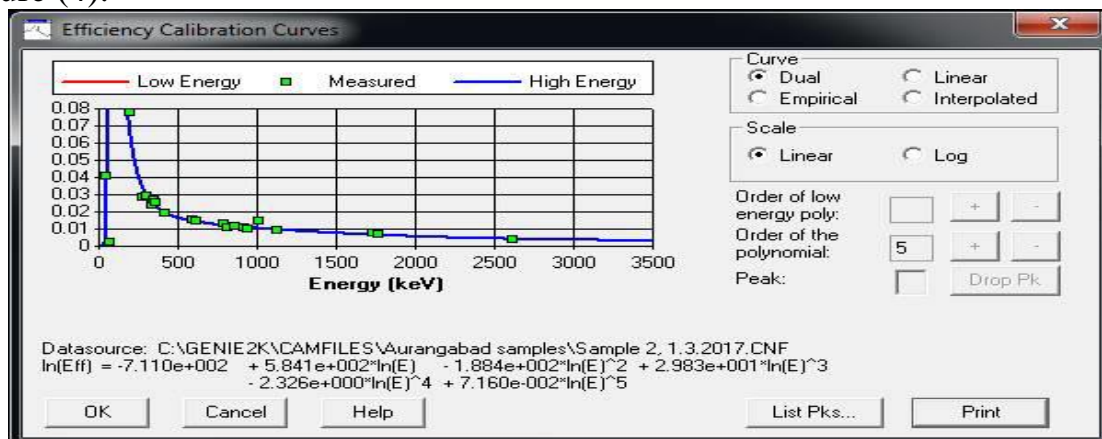 Efficiency Calibration Curves
Low Energy Measured High Energy
0.08
0.07
0.06
0.05
0.04
0.03
0.02
0.01
0
0 500 1000 1500 2000 2500 3000 3500
Energy (keV)
Curve
Dual Linear
Empirical Interpolated
Scale
Linear Log
Order of low
energy poly: + -
Order of the
polynomial: 5 + -
Peak: Drop Pk
Datasource: C:\GENIE2K\CAMFILES\Aurangabad samples\Sample 2, 1.3.2017.CNF
ln(Eff) = -7.110e+002 + 5.841e+002*ln(E) - 1.884e+002*ln(E)^2 + 2.983e+001*ln(E)^3
- 2.326e+000*ln(E)^4 + 7.160e-002*ln(E)^5
OK Cancel Help List Pks... Print